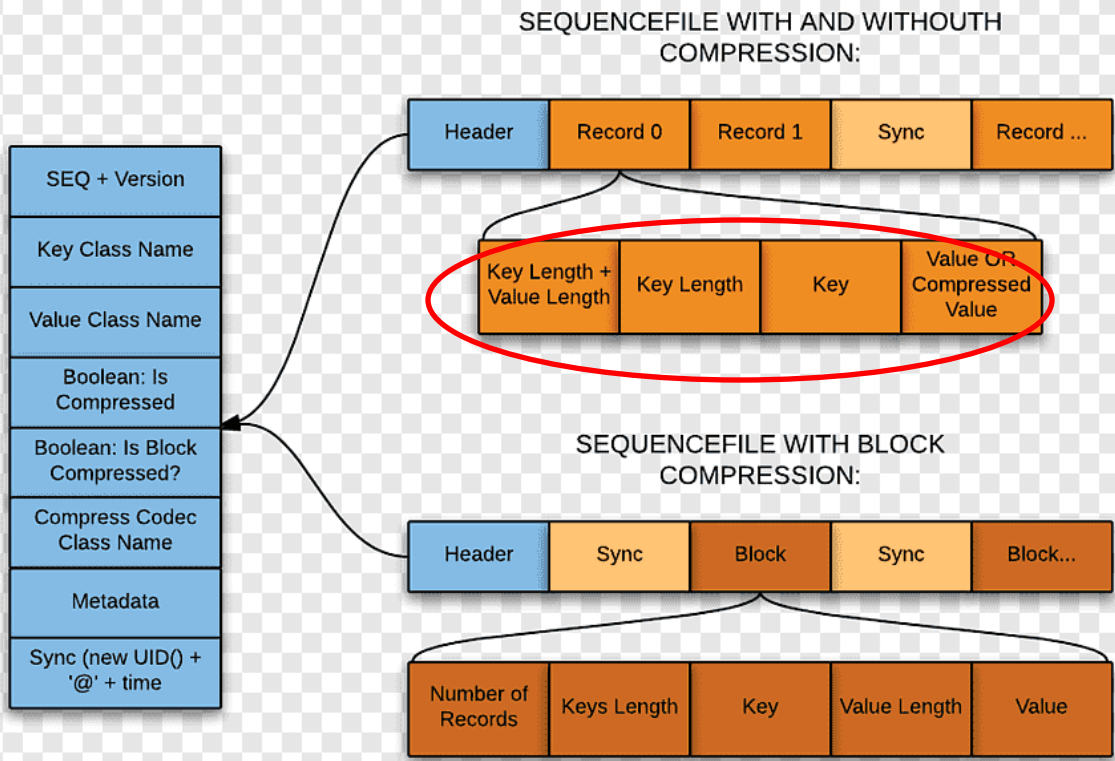 SEQUENCEFILE WITH AND WITHOUTH
COMPRESSION:
Header
Record 0
Record 1
Sync
Record ...
SEQ + Version
Key Class Name
Value Class Name
Boolean: Is
Compressed
Boolean: Is Block
Compressed?
Compress Codec
Class Name
Metadata
Sync (new UID() +
'@' + time
Key Length +
Value Length
Key Length
Key
Value OR
Compressed
Value
SEQUENCEFILE WITH BLOCK
COMPRESSION:
Header
Sync
Block
Sync
Block...
Number of
Records
Keys Length
Key
Value Length
Value